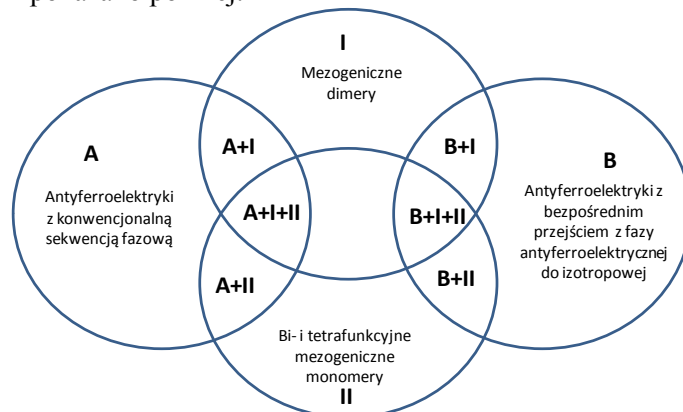 I
Mezogeniczne
dimery
A
Antyferroelektryki
z konwencjonalną
sekwencją fazową
A+I
B+I
B
Antyferroelektryki z
bezpośrednim
przejściem z fazy
antyferroelektrycznej
do izotropowej
A+I+II
B+I+II
A+II
B+II
Bi- i tetrafunkcyjne
mezogeniczne
monomery
II